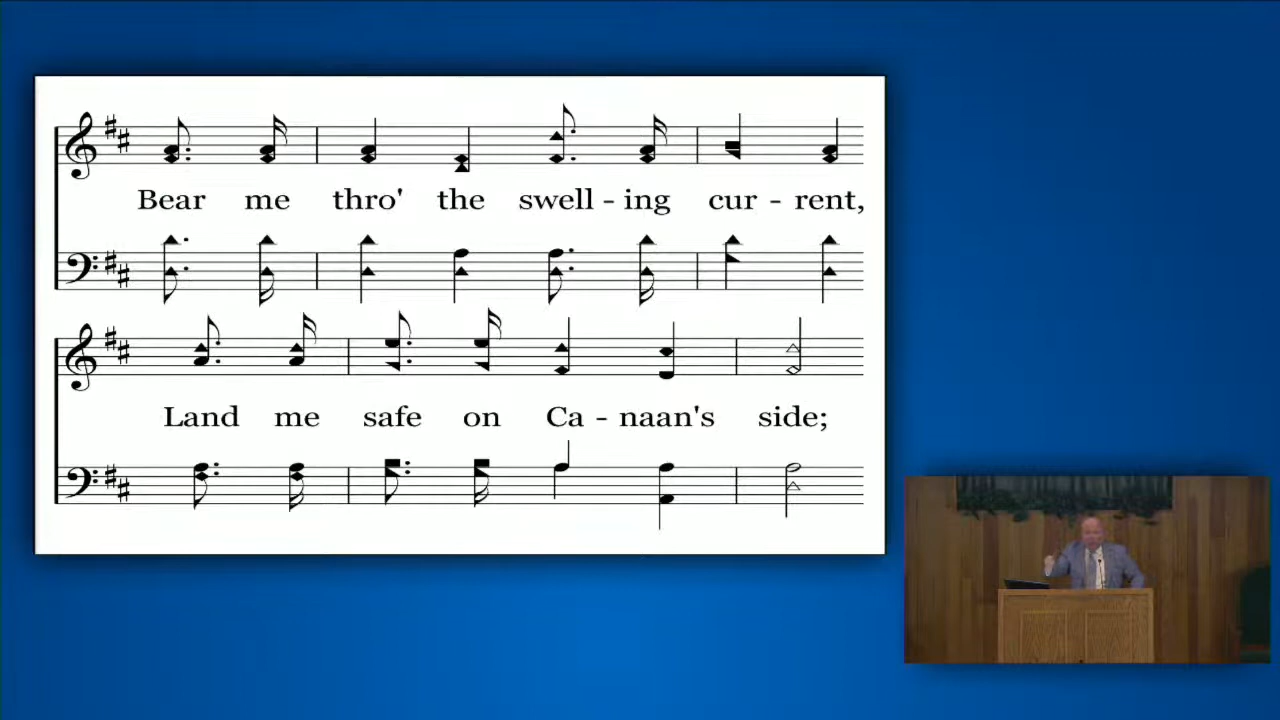 Bear me thro' the swell - ing cur - rent,
Land me safe on Ca - naan's side;